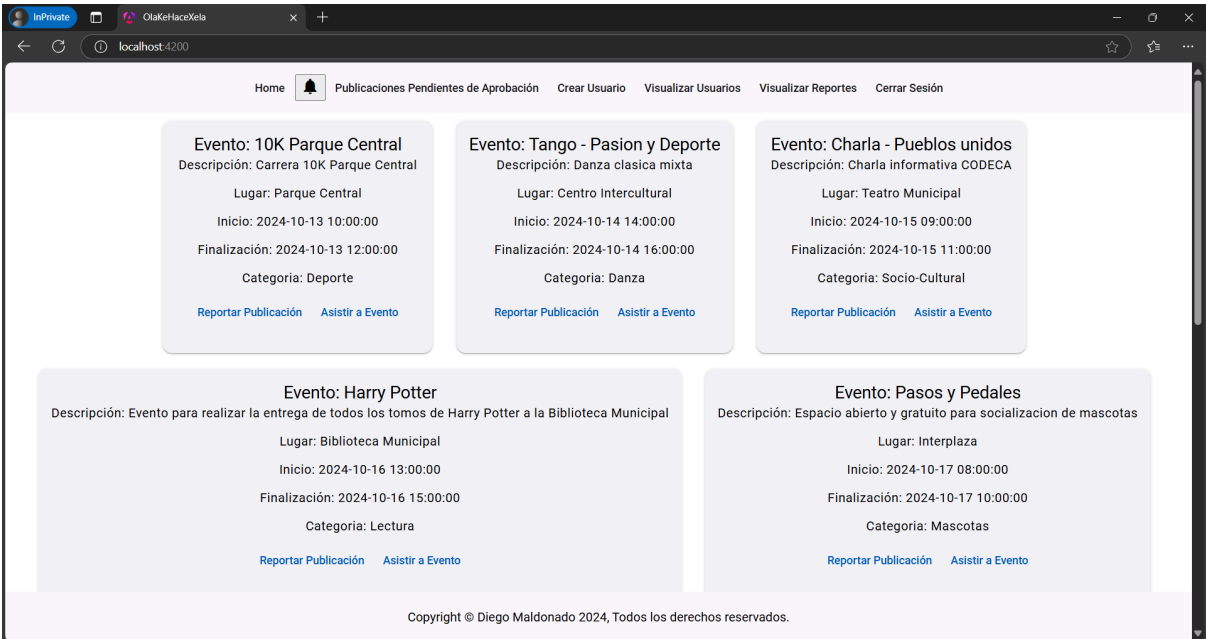 InPrivate
OlaKeHaceXela
localhost:4200
Home Publicaciones Pendientes de Aprobación Crear Usuario Visualizar Usuarios Visualizar Reportes Cerrar Sesión
Evento: 10K Parque Central
Descripción: Carrera 10K Parque Central
Lugar: Parque Central
Inicio: 2024-10-13 10:00:00
Finalización: 2024-10-13 12:00:00
Categoria: Deporte
Reportar Publicación Asistir a Evento
Evento: Tango - Pasion y Deporte
Descripción: Danza clasica mixta
Lugar: Centro Intercultural
Inicio: 2024-10-14 14:00:00
Finalización: 2024-10-14 16:00:00
Categoria: Danza
Reportar Publicación Asistir a Evento
Evento: Charla - Pueblos unidos
Descripción: Charla informativa CODECA
Lugar: Teatro Municipal
Inicio: 2024-10-15 09:00:00
Finalización: 2024-10-15 11:00:00
Categoria: Socio-Cultural
Reportar Publicación Asistir a Evento
Evento: Harry Potter
Descripción: Evento para realizar la entrega de todos los tomos de Harry Potter a la Biblioteca Municipal
Lugar: Biblioteca Municipal
Inicio: 2024-10-16 13:00:00
Finalización: 2024-10-16 15:00:00
Categoria: Lectura
Reportar Publicación Asistir a Evento
Evento: Pasos y Pedales
Descripción: Espacio abierto y gratuito para socializacion de mascotas
Lugar: Interplaza
Inicio: 2024-10-17 08:00:00
Finalización: 2024-10-17 10:00:00
Categoria: Mascotas
Reportar Publicación Asistir a Evento
Copyright © Diego Maldonado 2024, Todos los derechos reservados.